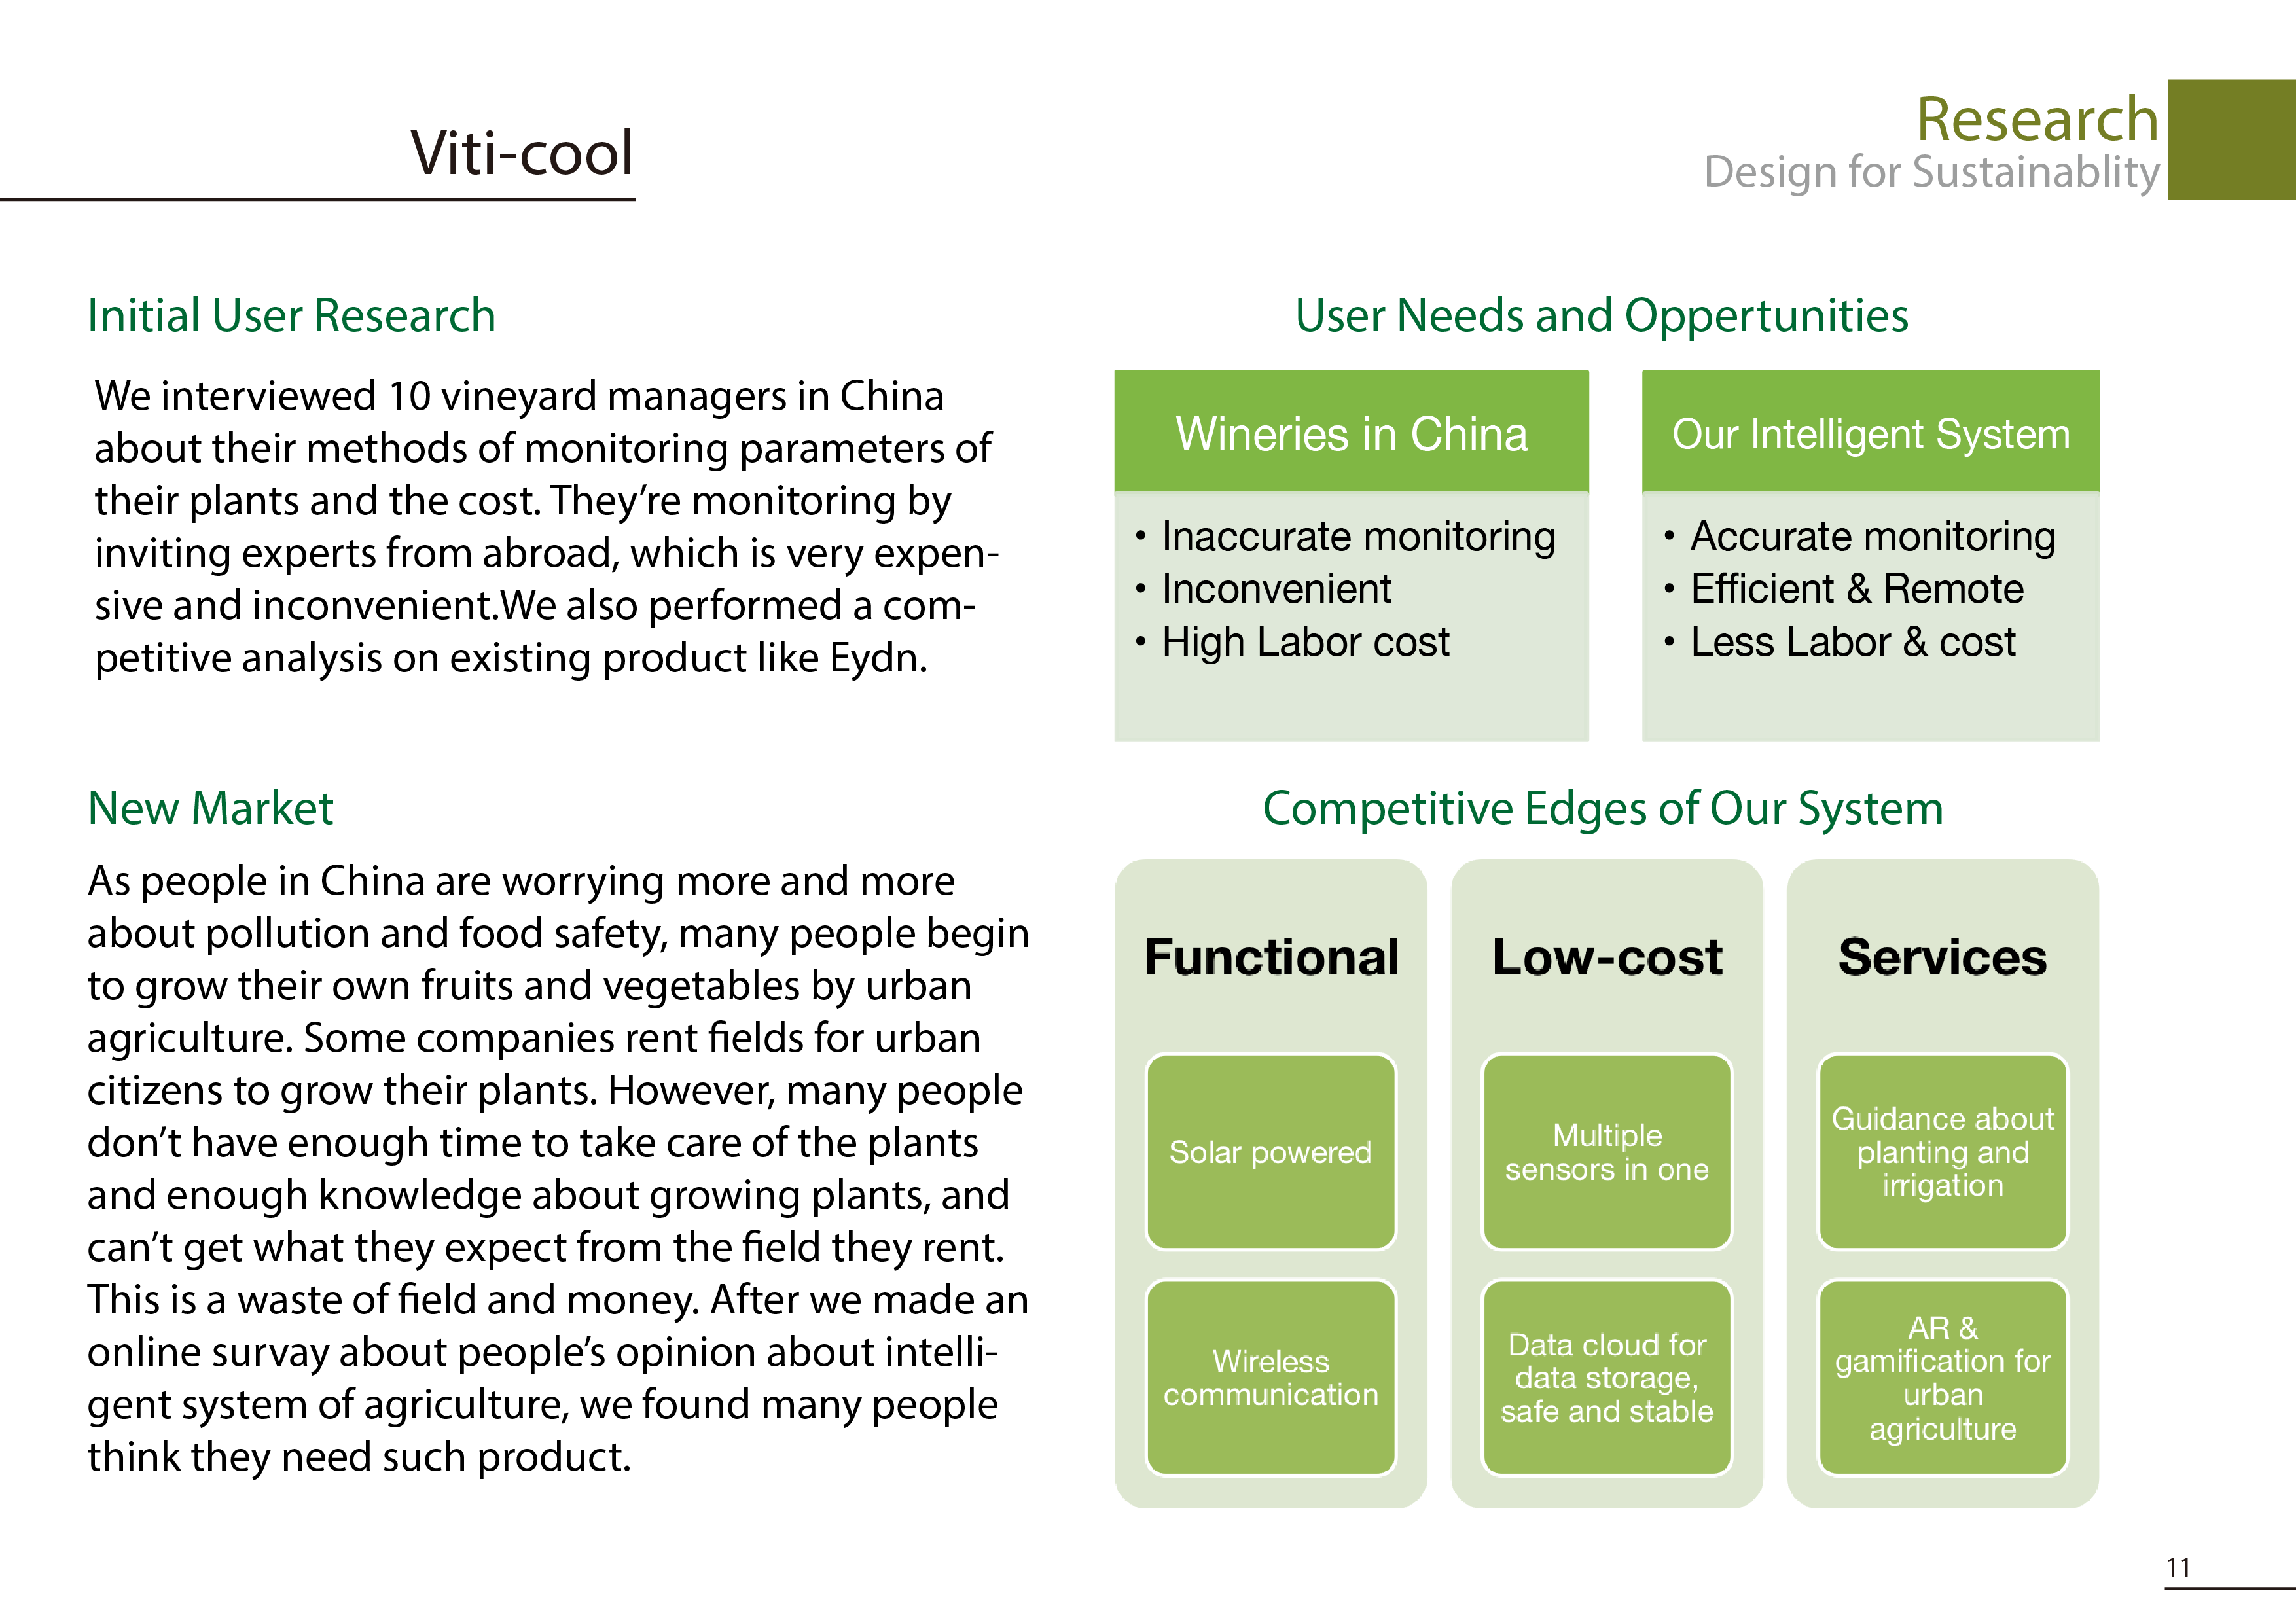 Viti-cool
Research
Design for Sustainablity
Initial User Research
We interviewed 10 vineyard managers in China
about their methods of monitoring parameters of
their plants and the cost. They’re monitoring by
inviting experts from abroad, which is very expen-
sive and inconvenient.We also performed a com-
petitive analysis on existing product like Eydn.
New Market
As people in China are worrying more and more
about pollution and food safety, many people begin
to grow their own fruits and vegetables by urban
agriculture. Some companies rent fields for urban
citizens to grow their plants. However, many people
don’t have enough time to take care of the plants
and enough knowledge about growing plants, and
can’t get what they expect from the field they rent.
This is a waste of field and money. After we made an
online survay about people’s opinion about intelli-
gent system of agriculture, we found many people
think they need such product.
User Needs and Oppertunities
Wineries in China
• Inaccurate monitoring
• Inconvenient
• High Labor cost
Our Intelligent System
• Accurate monitoring
• Efficient & Remote
• Less Labor & cost
Competitive Edges of Our System
Functional
Solar powered
Wireless
communication
Low-cost
Multiple
sensors in one
Data cloud for
data storage,
safe and stable
Services
Guidance about
planting and
irrigation
AR &
gamification for
urban
agriculture
11